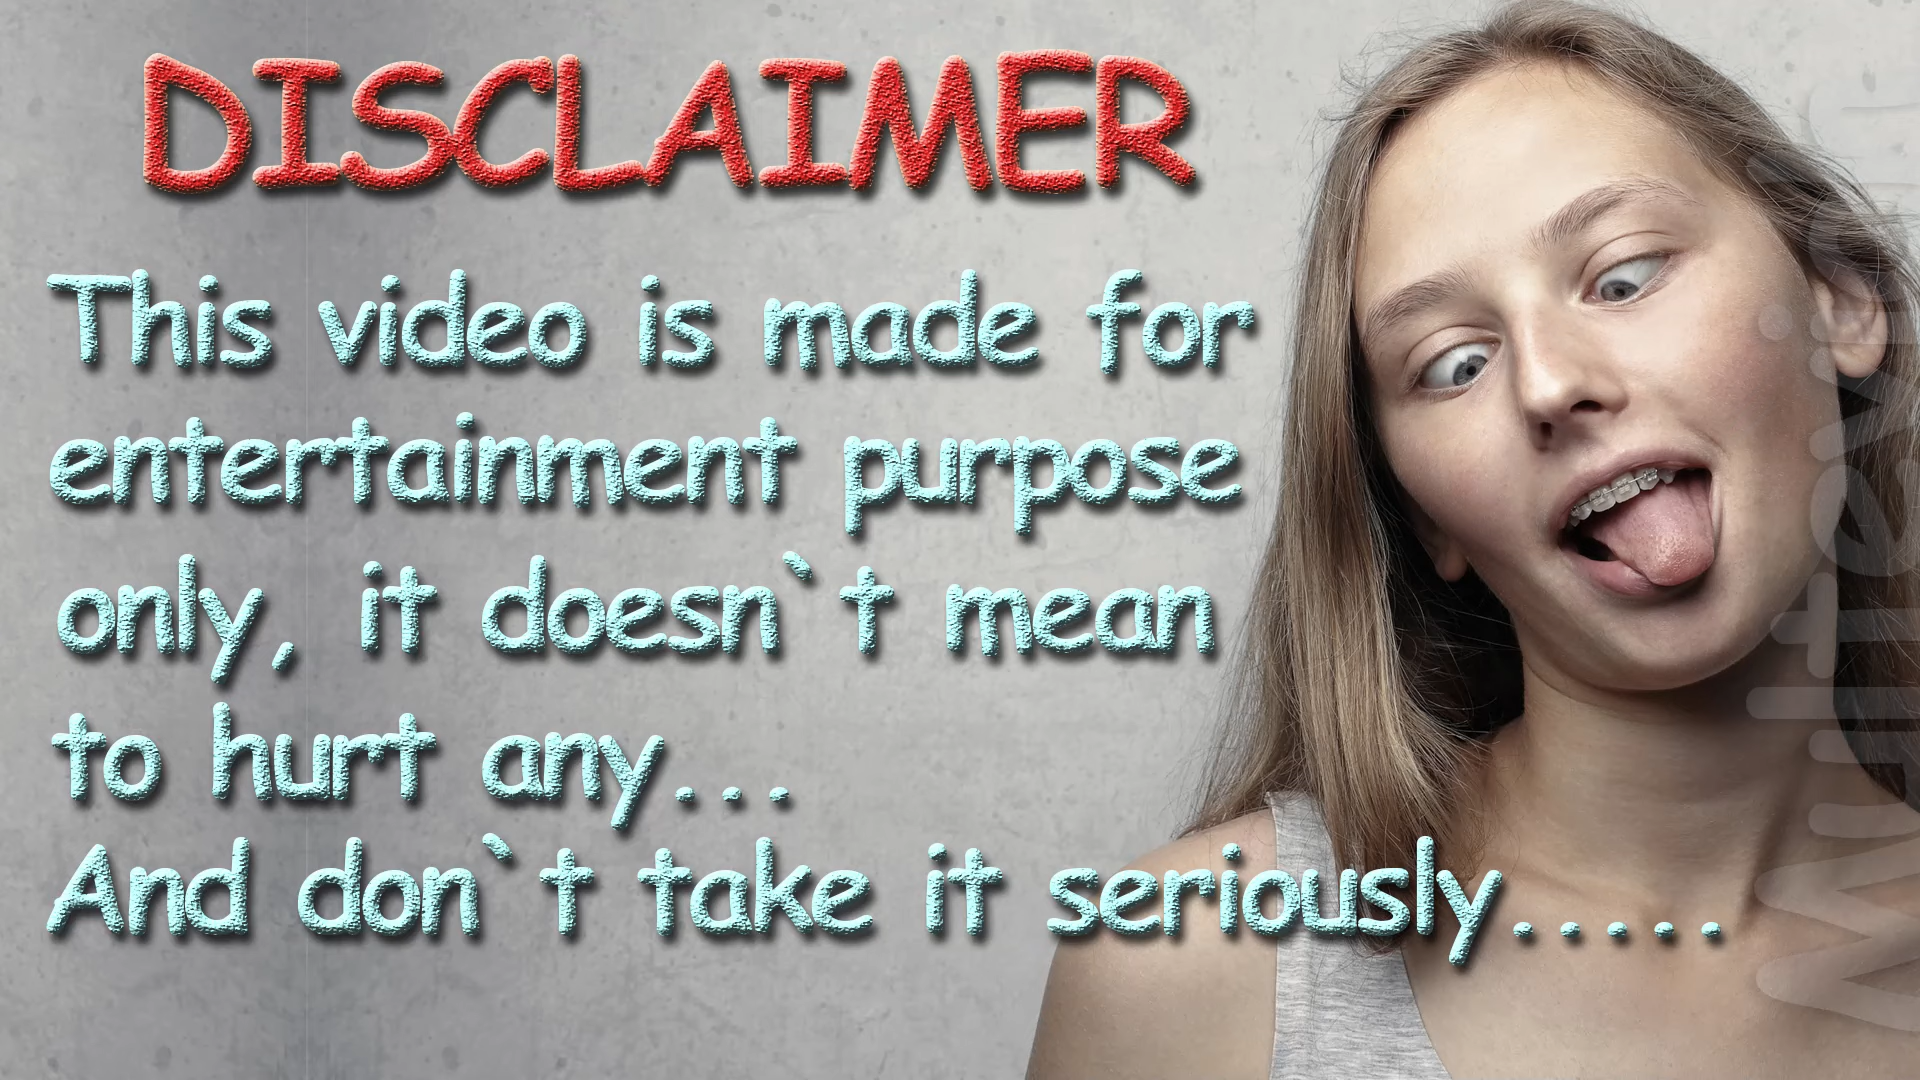 DISCLAIMER
This video is made for
entertainment purpose
only, it doesn`t mean
to hurt any...
And don`t take it seriously.....